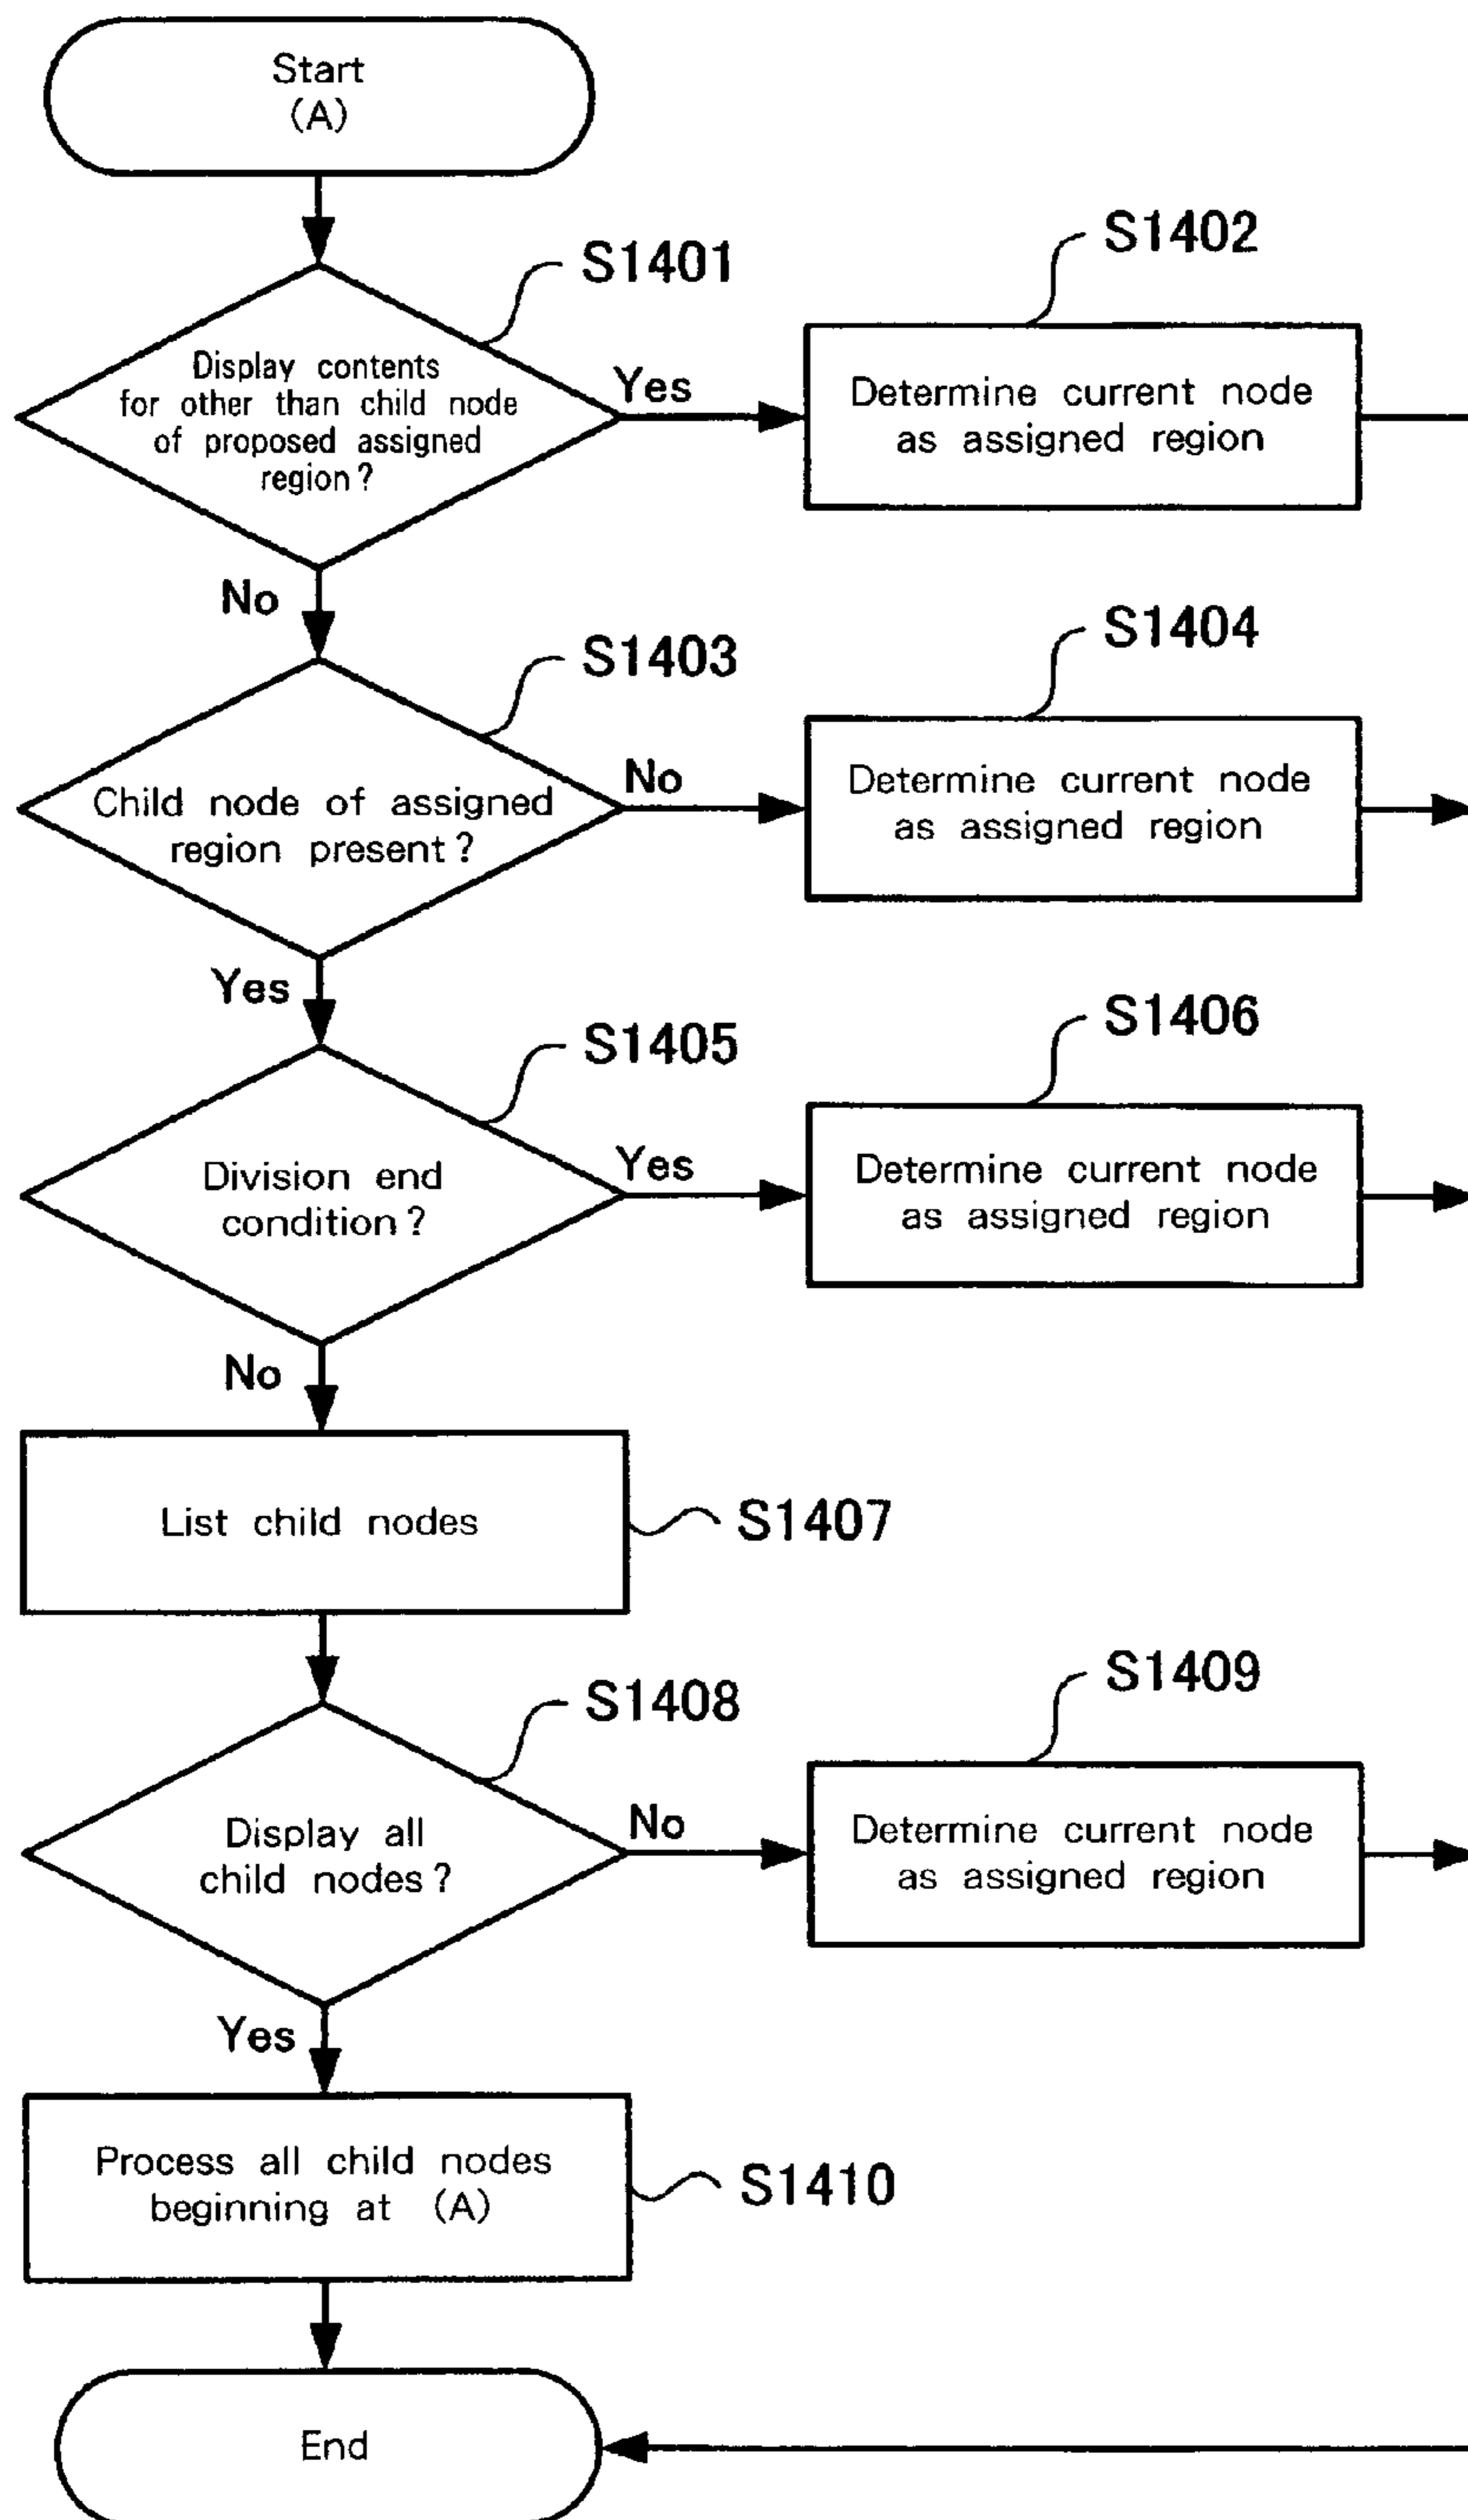 Start
(A)
S1401
S1402
Display contents
for other than child node
of proposed assigned
region?
Yes
Determine current node
as assigned region
No
S1403
S1404
Child node of assigned
region present?
No
Determine current node
as assigned region
Yes
S1405
S1406
Division end
condition?
Yes
Determine current node
as assigned region
No
List child nodes
S1407
S1408
S1409
Display all
child nodes?
No
Determine current node
as assigned region
Yes
Process all child nodes
beginning at (A)
S1410
End